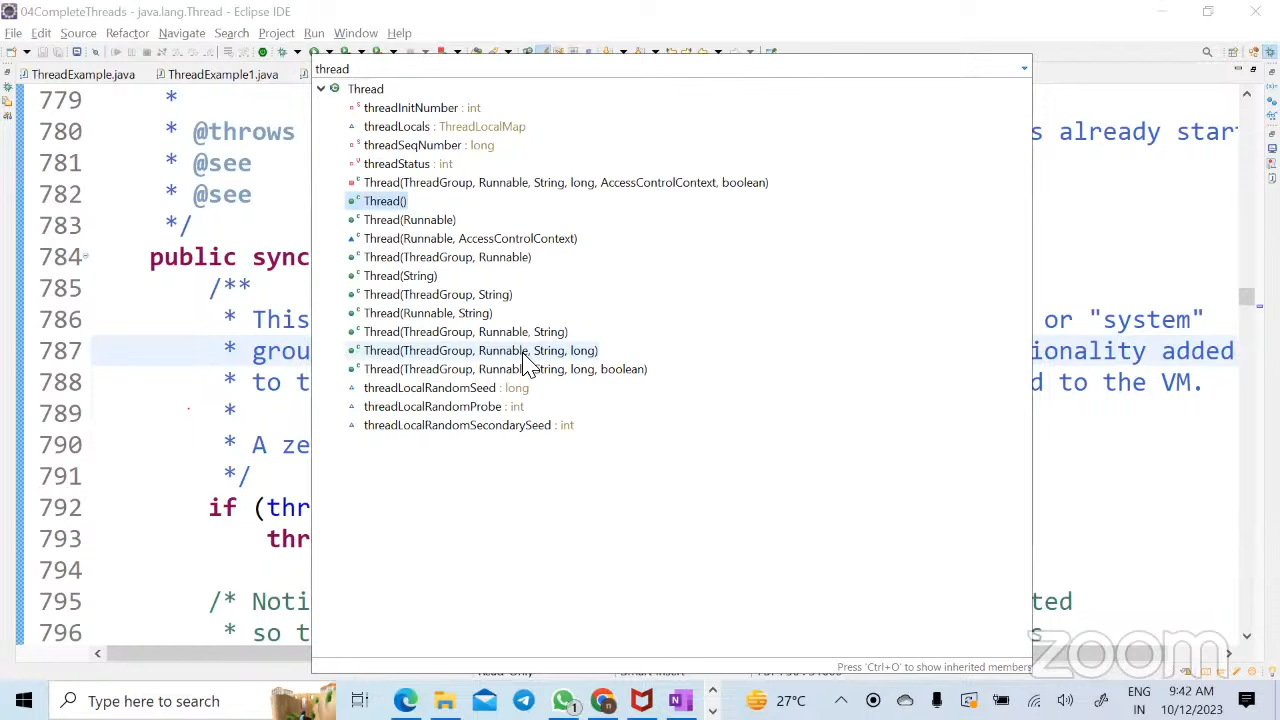 04CompleteThreads - java.lang.Thread - Eclipse IDE
File Edit Source Refactor Navigate Search Project Run Window Help
ThreadExample.java ThreadExample1.java
thread
Thread
threadInitNumber : int
threadLocals : ThreadLocalMap
threadSeqNumber : long
threadStatus : int
Thread(ThreadGroup, Runnable, String, long, AccessControlContext, boolean)
Thread()
Thread(Runnable)
Thread(Runnable, AccessControlContext)
Thread(ThreadGroup, Runnable)
Thread(String)
Thread(ThreadGroup, String)
Thread(Runnable, String)
Thread(ThreadGroup, Runnable, String)
Thread(ThreadGroup, Runnable, String, long)
Thread(ThreadGroup, Runnable, String, long, boolean)
threadLocalRandomSeed : long
threadLocalRandomProbe : int
threadLocalRandomSecondarySeed : int
Press 'Ctrl+O' to show inherited members
779 *
780 * @throws s already star
781 * @see
782 * @see
783 */
784 public sync
785 /**
786 * This or "system"
787 * grou ionality added
788 * to t d to the VM.
789 *
790 * A ze
791 */
792 if (thr
793 thr
794
795 /* Noti ted
796 * so t s
zoom
Type here to search
1
27°C
ENG
IN
9:42 AM
10/12/2023